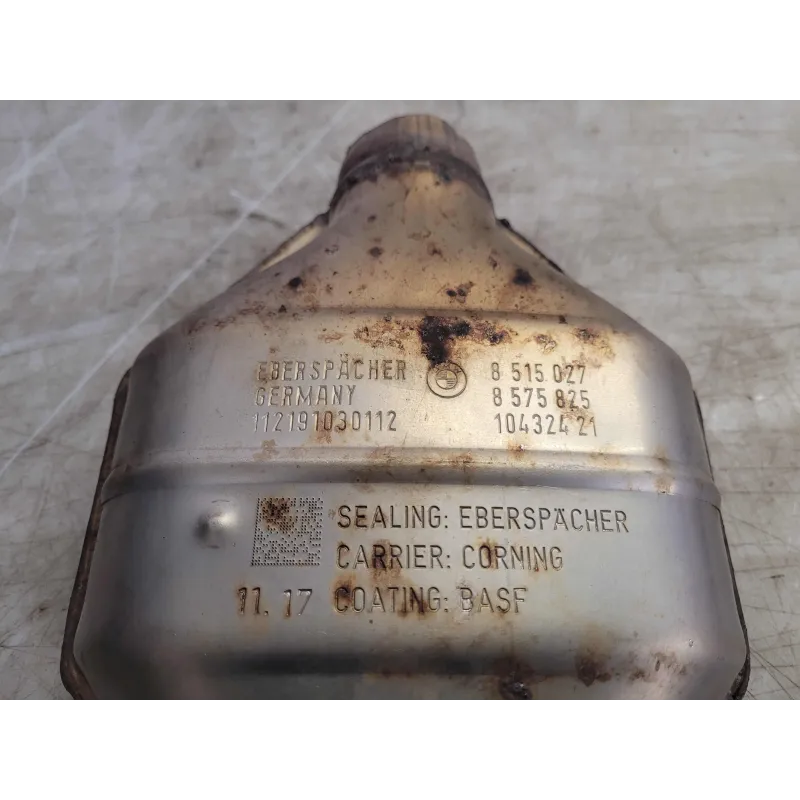 EBERSPÄCHER 8 515 027
GERMANY 8 575 825
112191030112 10432421
SEALING: EBERSPÄCHER
CARRIER: CORNING
11.17 COATING: BASF